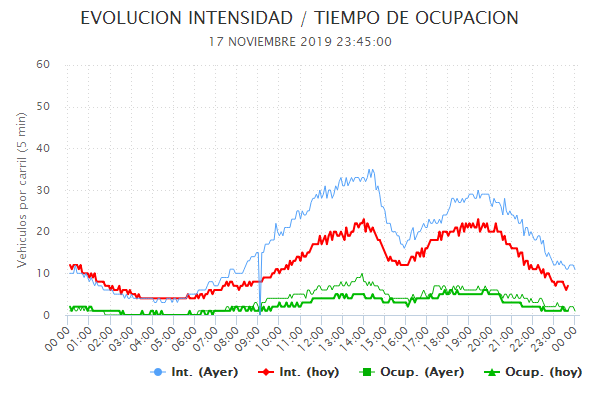 EVOLUCION INTENSIDAD / TIEMPO DE OCUPACION
17 NOVIEMBRE 2019 23:45:00
Vehículos por carril (5 min)
60
50
40
30
20
10
0
00:00 01:00 02:00 03:00 04:00 05:00 06:00 07:00 08:00 09:00 10:00 11:00 12:00 13:00 14:00 15:00 16:00 17:00 18:00 19:00 20:00 21:00 22:00 23:00 00:00
Int. (Ayer) Int. (hoy) Ocup. (Ayer) Ocup. (hoy)